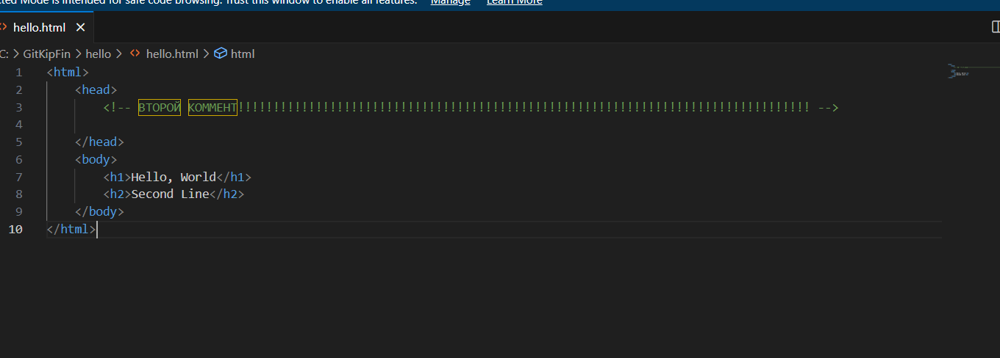 cted Mode is intended for safe code browsing. Trust this window to enable all features. Manage Learn More
hello.html
C: > GitKipFin > hello > hello.html > html
1 <html>
2 <head>
3 <!-- ВТОРОЙ КОММЕНТ!!!!!!!!!!!!!!!!!!!!!!!!!!!!!!!!!!!!!!!!!!!!!!!!!!!!!!!!!!!!!!!!!!!!!!!!!!!!!!!!! -->
4
5 </head>
6 <body>
7 <h1>Hello, World</h1>
8 <h2>Second Line</h2>
9 </body>
10 </html>